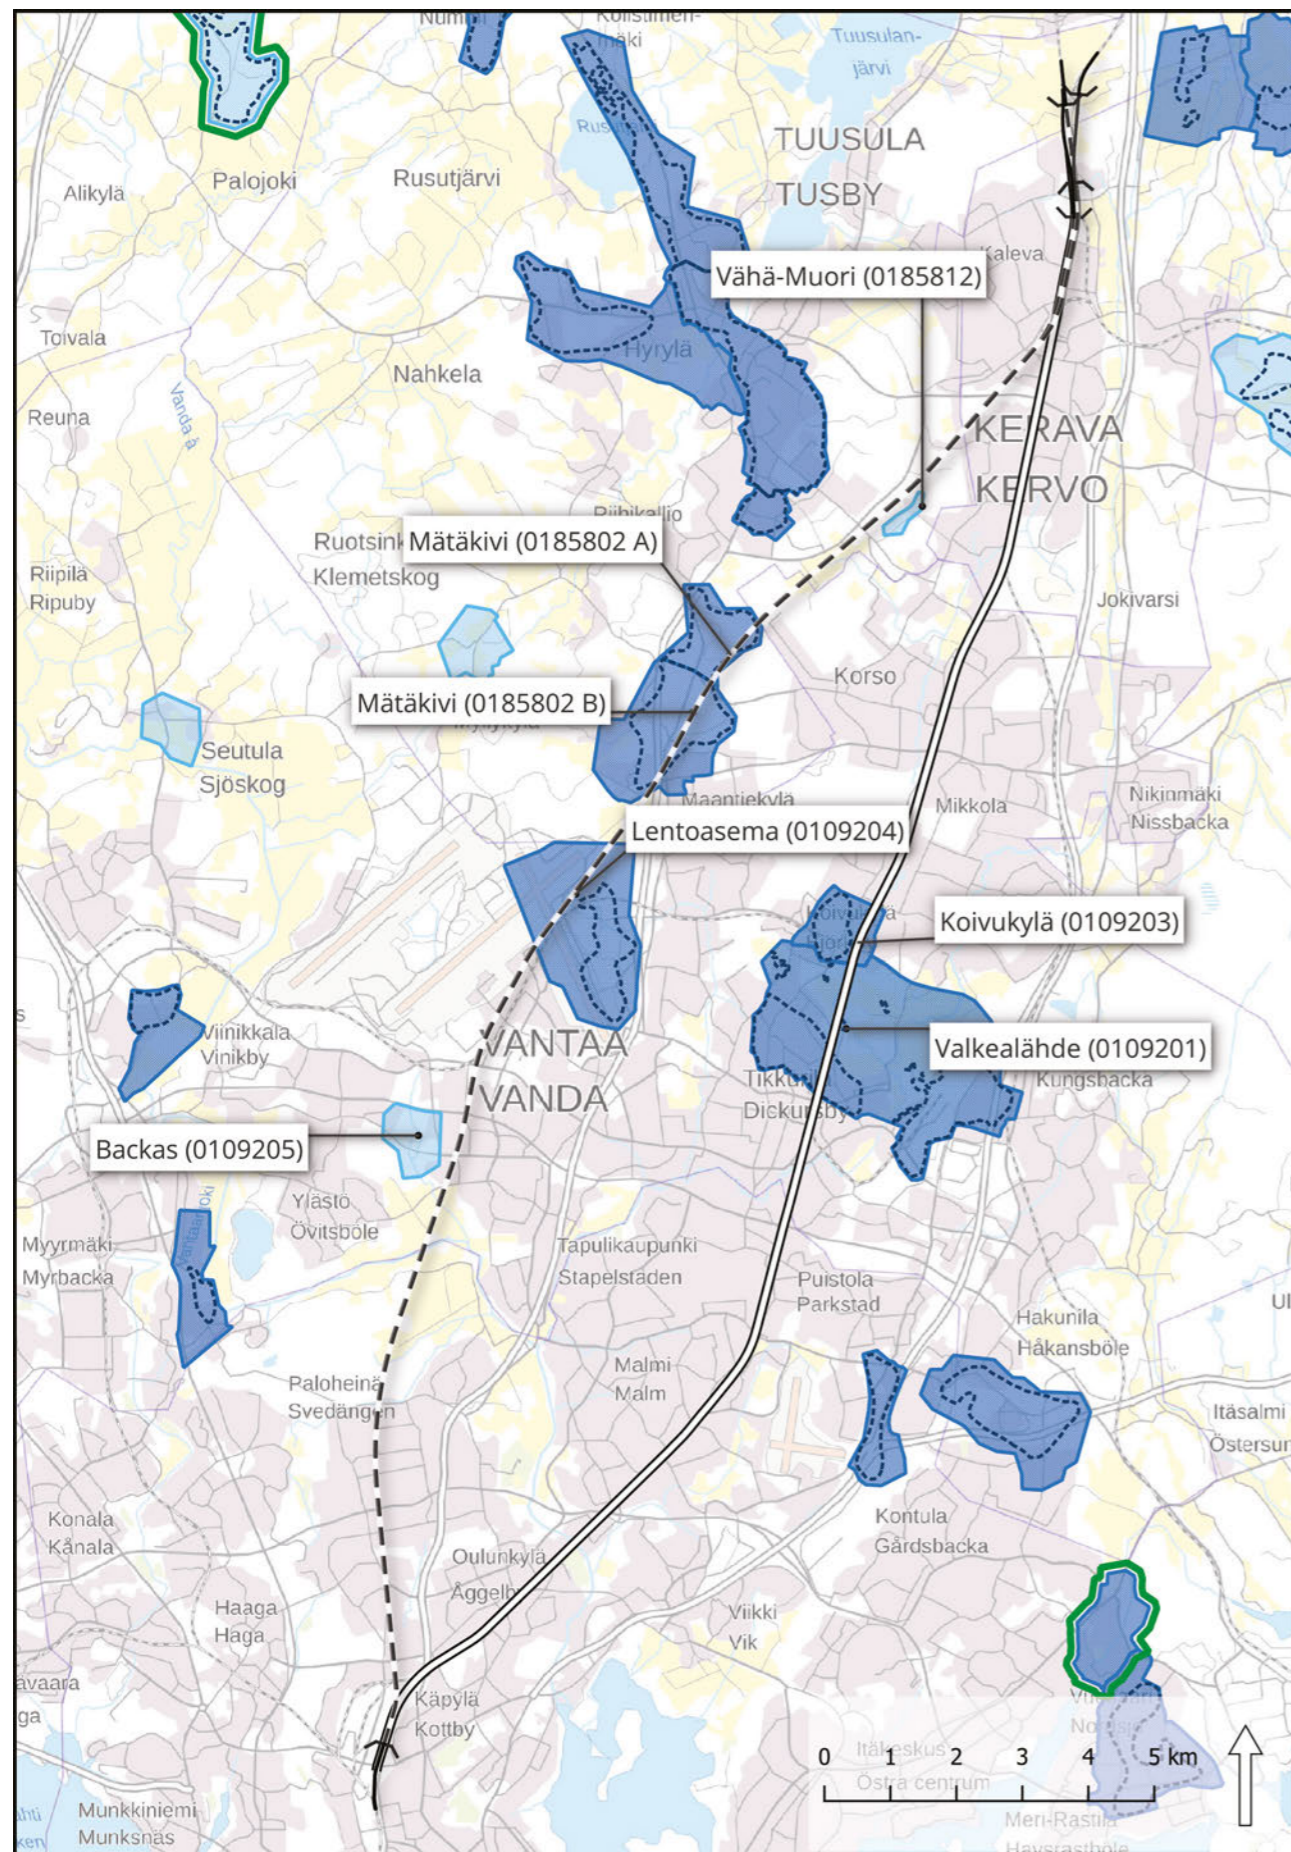 Tuusulan-
järvi
TUUSULA
TUSBY
Palojoki
Rusutjärvi
Alikylä
Kaleva
Vähä-Muori (0185812)
Toivala
Hyrylä
Nahkela
Vanda å
Reuna
KERAVA
KERVO
Riihikallio
Mätäkivi (0185802 A)
Klemetskog
Riipilä
Ripuby
Jokivarsi
Korso
Mätäkivi (0185802 B)
Seutula
Sjöskog
Maantiekylä
Mikkola
Nikinmäki
Nissbacka
Lentoasema (0109204)
Koivukylä (0109203)
Viinikkala
Vinikby
VANTAA
VANDA
Valkealähde (0109201)
Kungsbacka
Tikkurila
Dickursby
Backas (0109205)
Ylästö
Övitsböle
Myyrmäki
Myrbacka
Tapulikaupunki
Stapelstaden
Puistola
Parkstad
Hakunila
Håkansböle
Malmi
Malm
Paloheinä
Svedängen
Itäsalmi
Konala
Kånala
Kontula
Gårdsbacka
Oulunkylä
Åggelby
Haaga
Haga
Viikki
Vik
Käpylä
Kottby
0 1 2 3 4 5 km
Itäkeskus
Östra centrum
Munkkiniemi
Munksnäs
Meri-Rastila